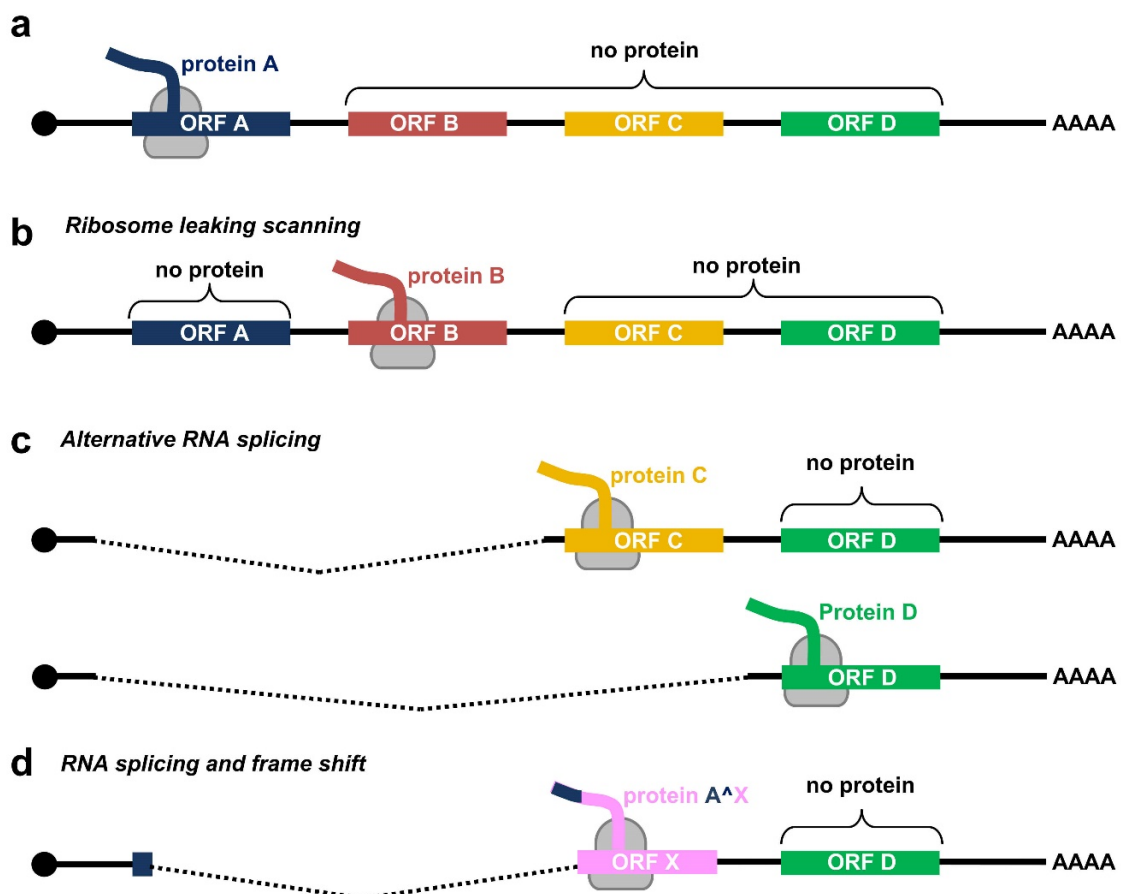 a
protein A
no protein
ORF A
ORF B
ORF C
ORF D
AAAA
b
Ribosome leaking scanning
no protein
protein B
no protein
ORF A
ORF B
ORF C
ORF D
AAAA
c
Alternative RNA splicing
protein C
no protein
ORF C
ORF D
AAAA
Protein D
ORF D
AAAA
d
RNA splicing and frame shift
protein A^X
no protein
ORF X
ORF D
AAAA